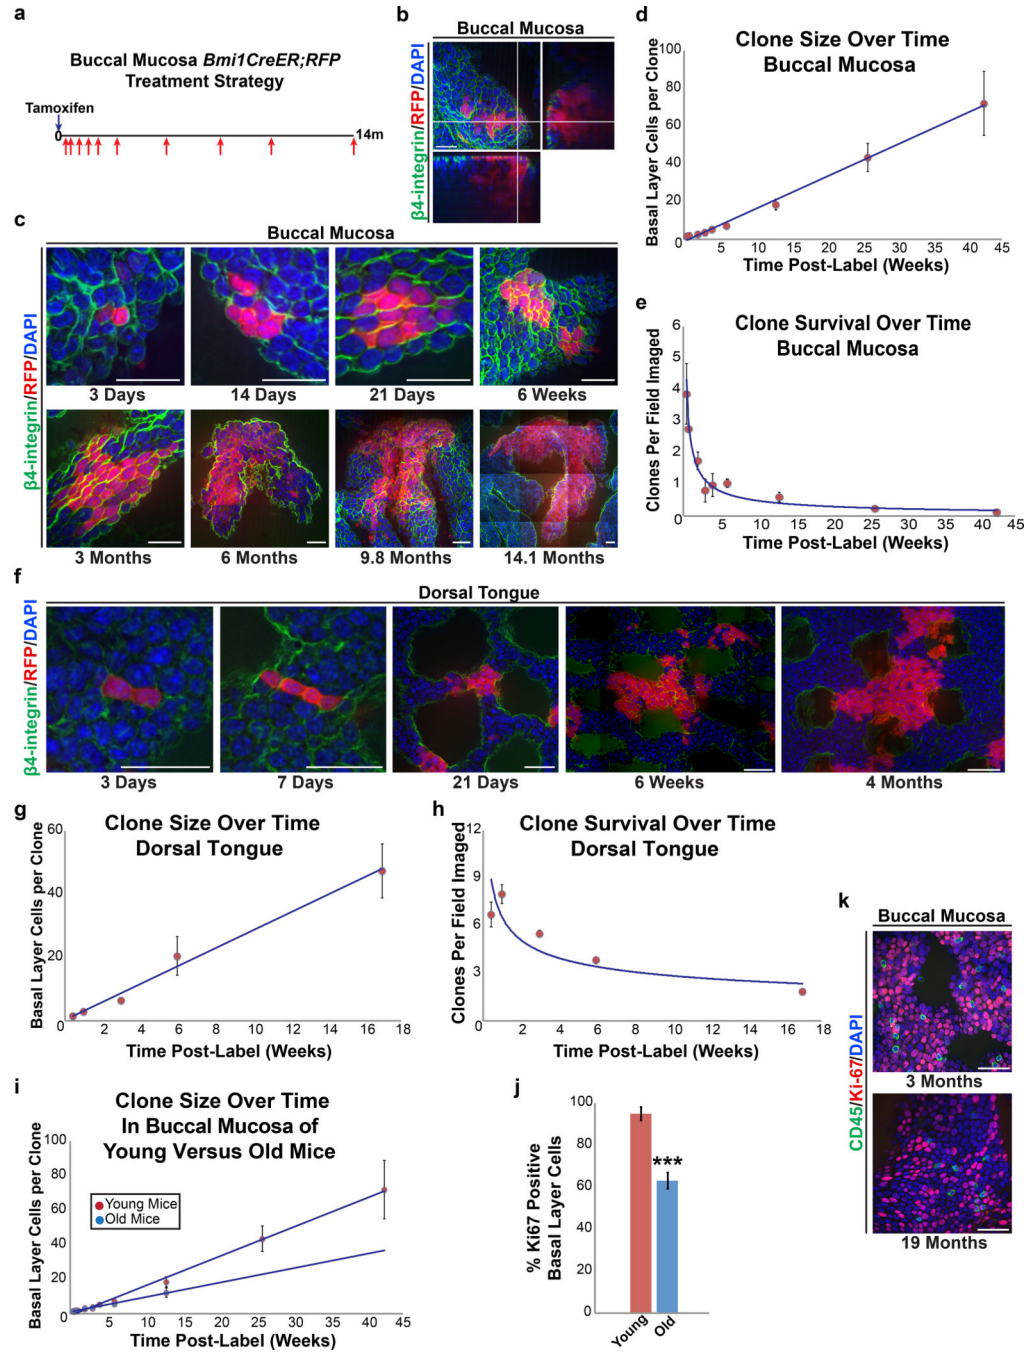 a
Buccal Mucosa Bmi1CreER;RFP
Treatment Strategy
Tamoxifen
0
14m
b
Buccal Mucosa
β4-integrin/RFP/DAPI
c
Buccal Mucosa
β4-integrin/RFP/DAPI
3 Days
14 Days
21 Days
6 Weeks
3 Months
6 Months
9.8 Months
14.1 Months
d
Clone Size Over Time
Buccal Mucosa
Basal Layer Cells per Clone
100
80
60
40
20
0
5 10 15 20 25 30 35 40 45
Time Post-Label (Weeks)
e
Clone Survival Over Time
Buccal Mucosa
Clones Per Field Imaged
6
5
4
3
2
1
0
5 10 15 20 25 30 35 40 45
Time Post-Label (Weeks)
f
Dorsal Tongue
β4-integrin/RFP/DAPI
3 Days
7 Days
21 Days
6 Weeks
4 Months
g
Clone Size Over Time
Dorsal Tongue
Basal Layer Cells per Clone
60
40
20
0
2 4 6 8 10 12 14 16 18
Time Post-Label (Weeks)
h
Clone Survival Over Time
Dorsal Tongue
Clones Per Field Imaged
12
9
6
3
0
2 4 6 8 10 12 14 16 18
Time Post-Label (Weeks)
i
Clone Size Over Time
In Buccal Mucosa of
Young Versus Old Mice
Basal Layer Cells per Clone
100
80
60
40
20
0
Young Mice
Old Mice
5 10 15 20 25 30 35 40 45
Time Post-Label (Weeks)
j
% Ki67 Positive
Basal Layer Cells
100
80
60
40
20
0
***
Young
Old
k
Buccal Mucosa
CD45/Ki-67/DAPI
3 Months
19 Months